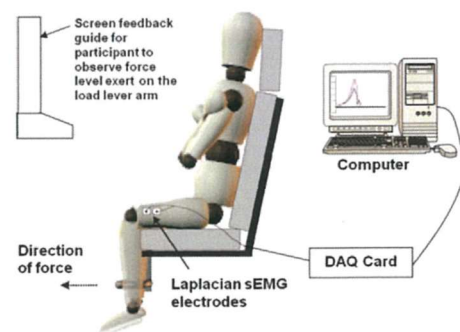 Screen feedback
guide for
participant to
observe force
level exert on the
load lever arm
Computer
Direction
of force
Laplacian sEMG
electrodes
DAQ Card